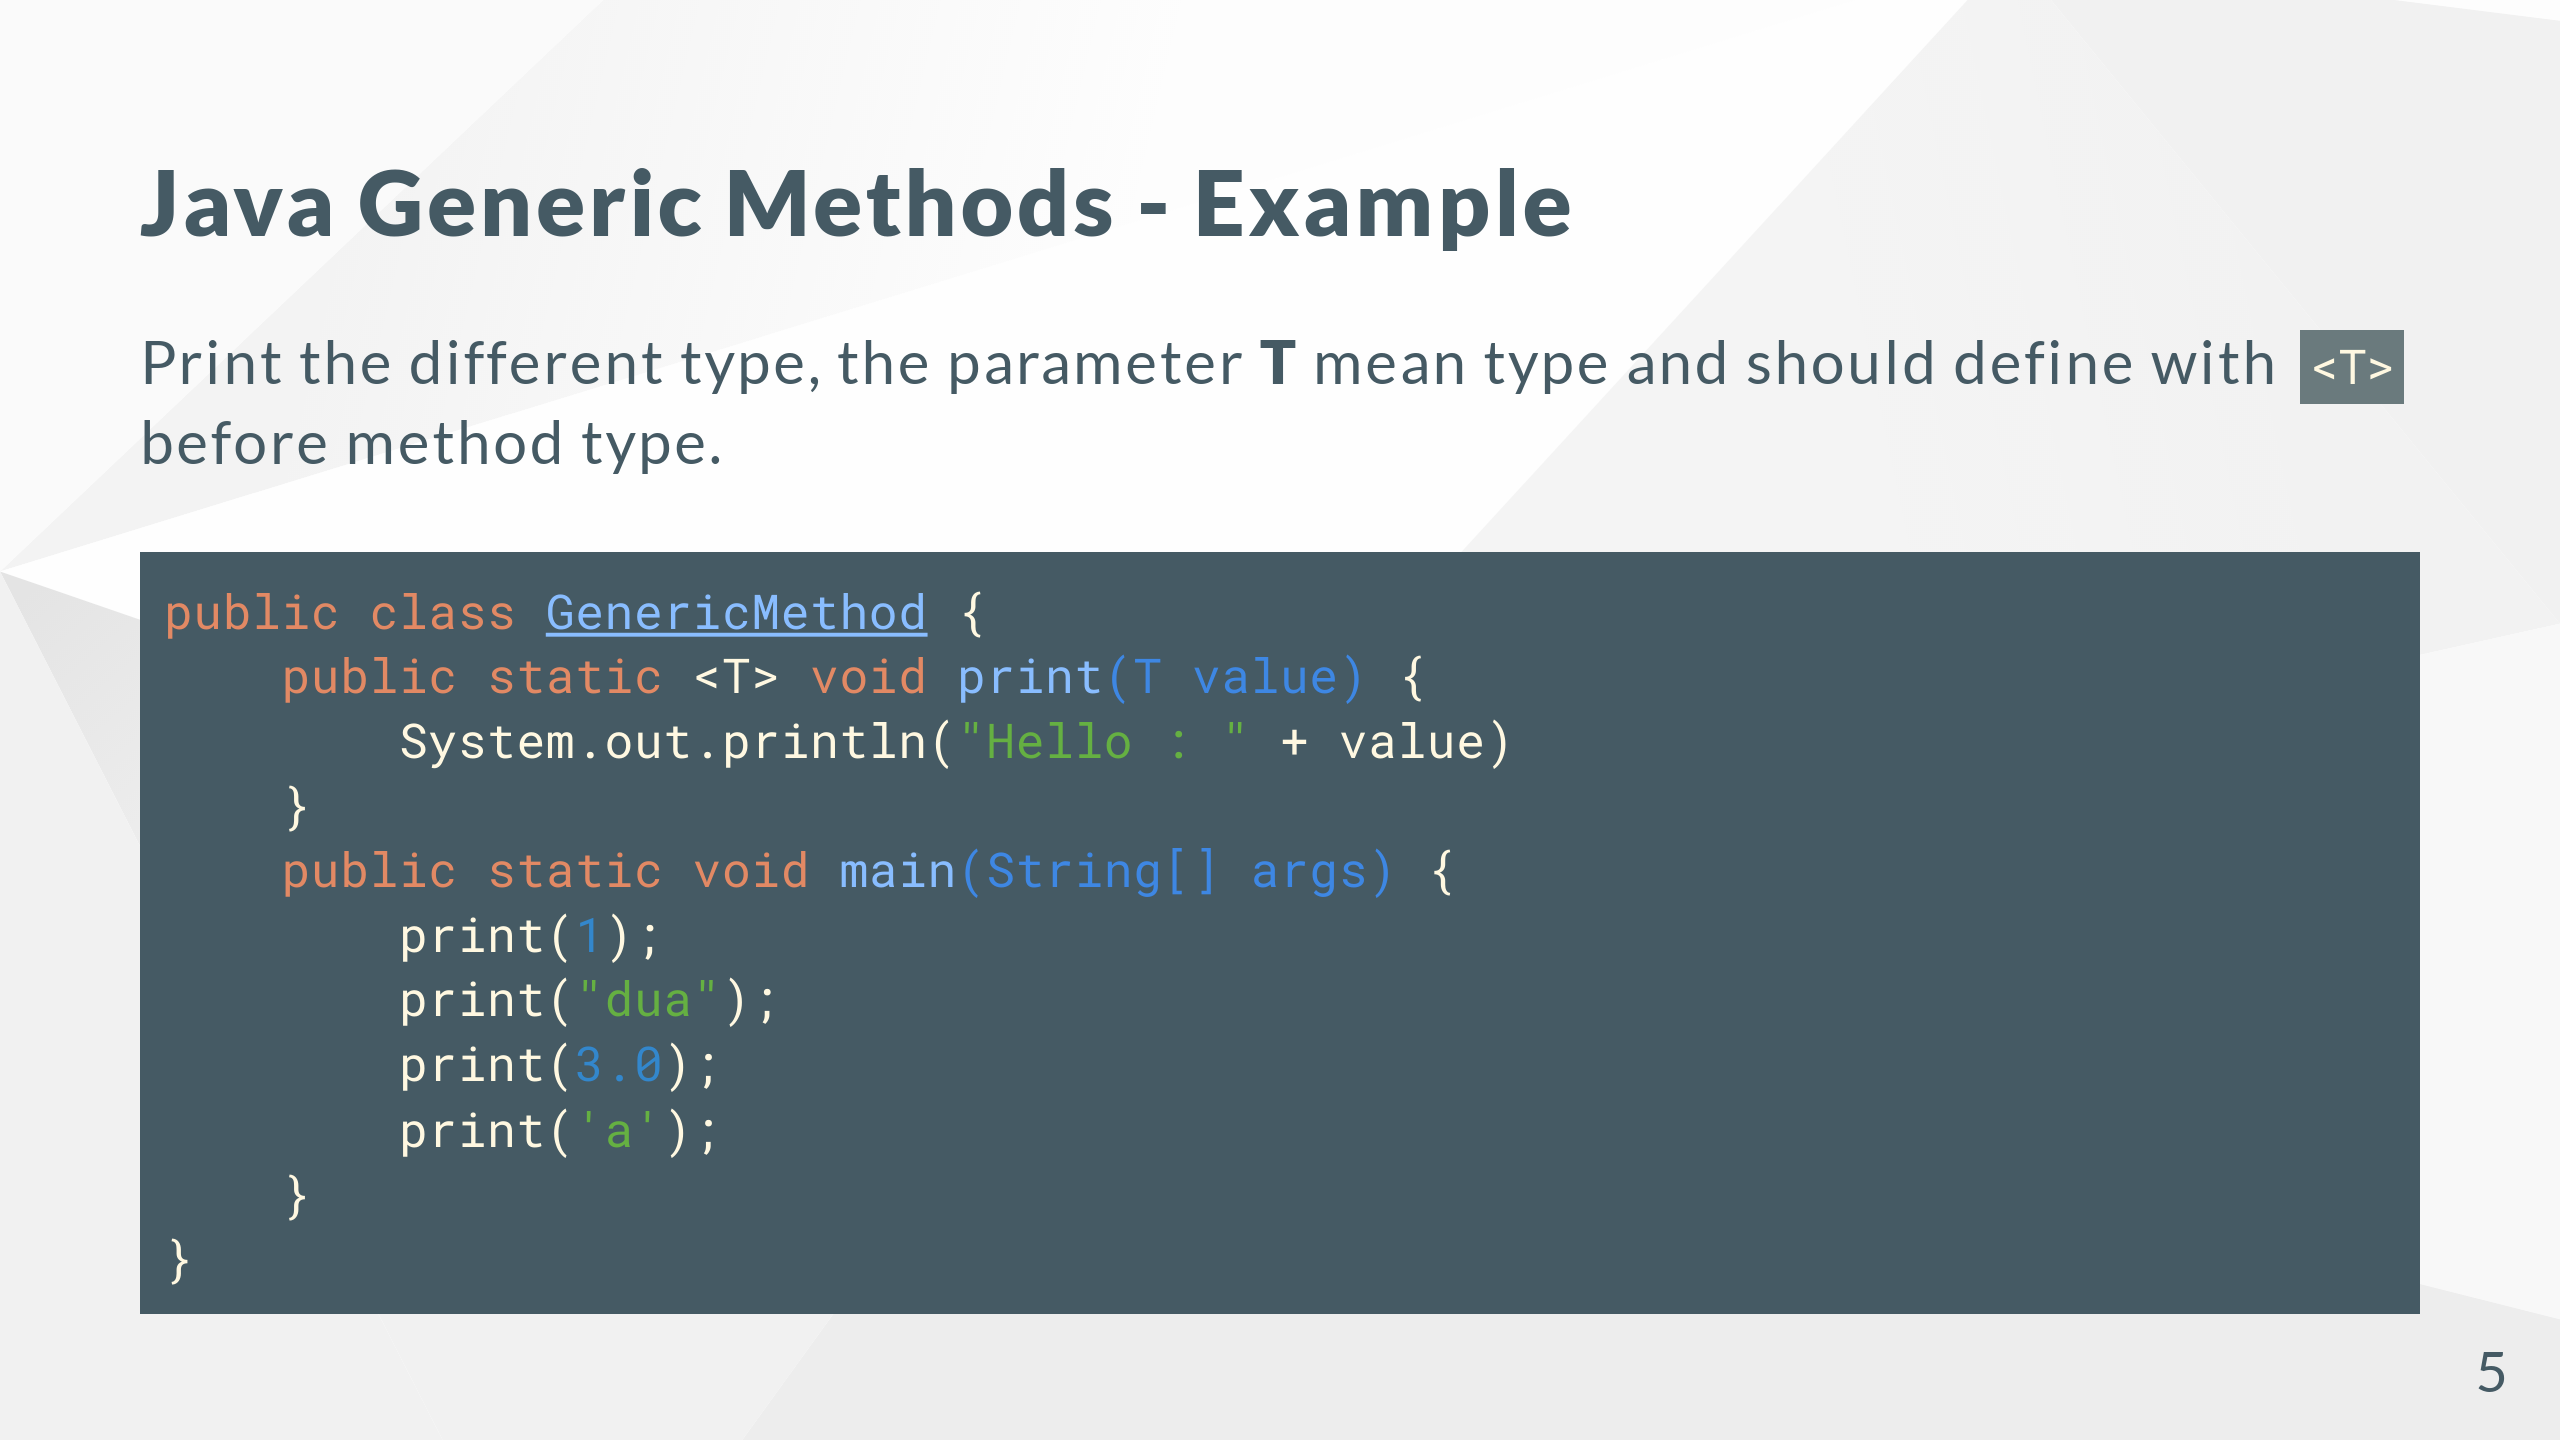 Java Generic Methods - Example
Print the different type, the parameter T mean type and should define with <T>
before method type.
public class GenericMethod {
    public static <T> void print(T value) {
        System.out.println("Hello : " + value)
    }
    public static void main(String[] args) {
        print(1);
        print("dua");
        print(3.0);
        print('a');
    }
}
5